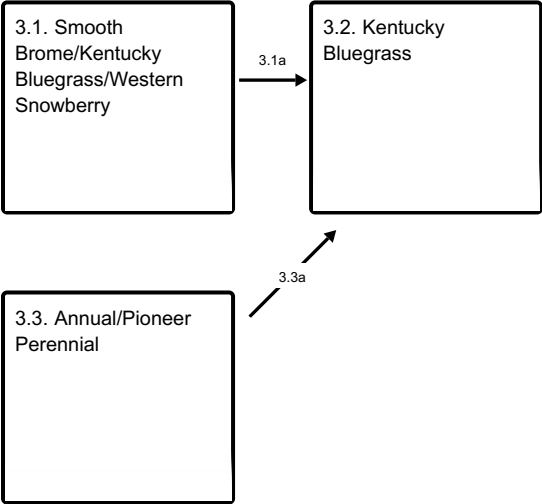 3.1. Smooth
Brome/Kentucky
Bluegrass/Western
Snowberry
3.1a
3.2. Kentucky
Bluegrass
3.3a
3.3. Annual/Pioneer
Perennial